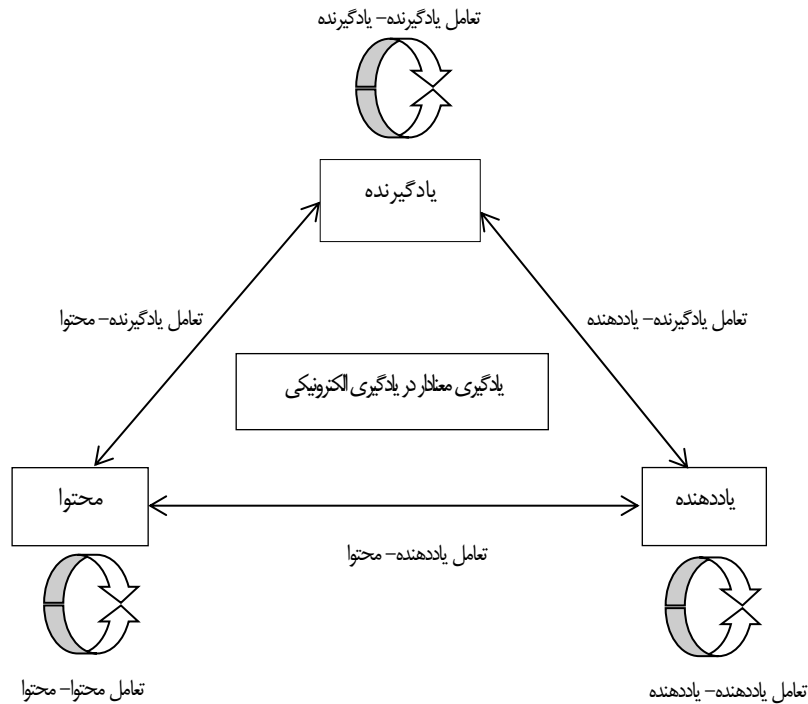 تعامل یادگیرنده– یادگیرنده
یادگیرنده
تعامل یادگیرنده– یاددهنده
تعامل یادگیرنده– محتوا
یادگیری معنادار در یادگیری الکترونیکی
یاددهنده
محتوا
تعامل یاددهنده– محتوا
تعامل یاددهنده– یاددهنده
تعامل محتوا– محتوا